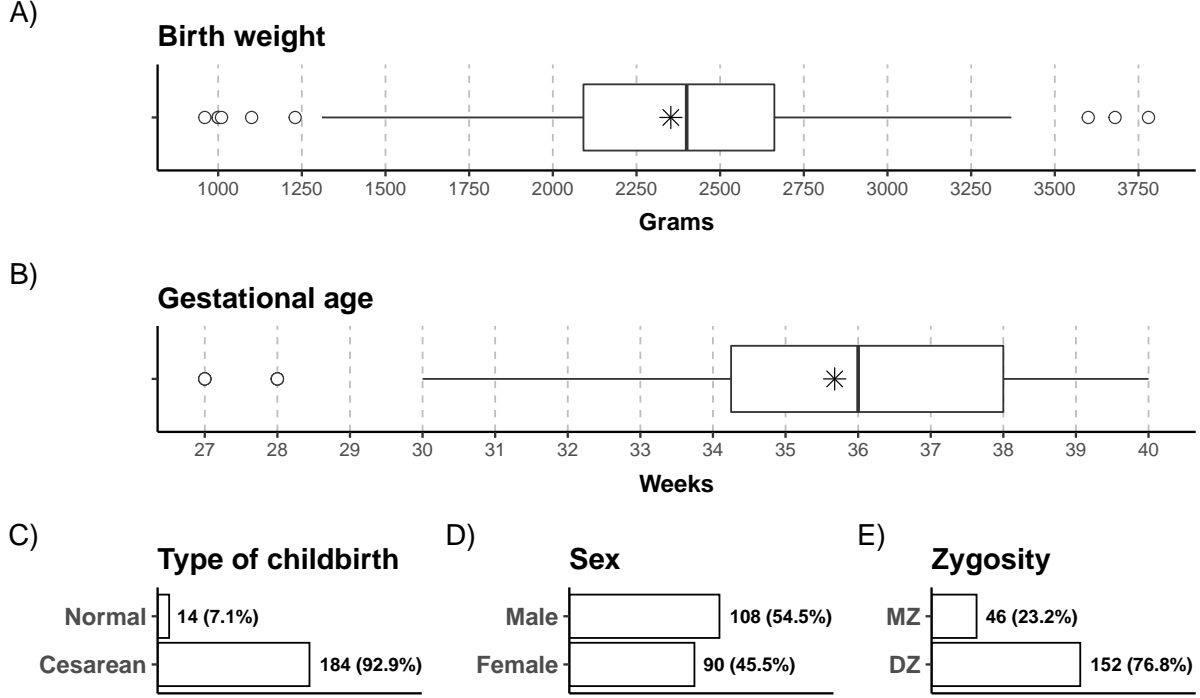 A)
Birth weight
1000 1250 1500 1750 2000 2250 2500 2750 3000 3250 3500 3750
Grams
B)
Gestational age
27 28 29 30 31 32 33 34 35 36 37 38 39 40
Weeks
C) Type of childbirth
Normal 14 (7.1%)
Cesarean 184 (92.9%)
D) Sex
Male 108 (54.5%)
Female 90 (45.5%)
E) Zygosity
MZ 46 (23.2%)
DZ 152 (76.8%)